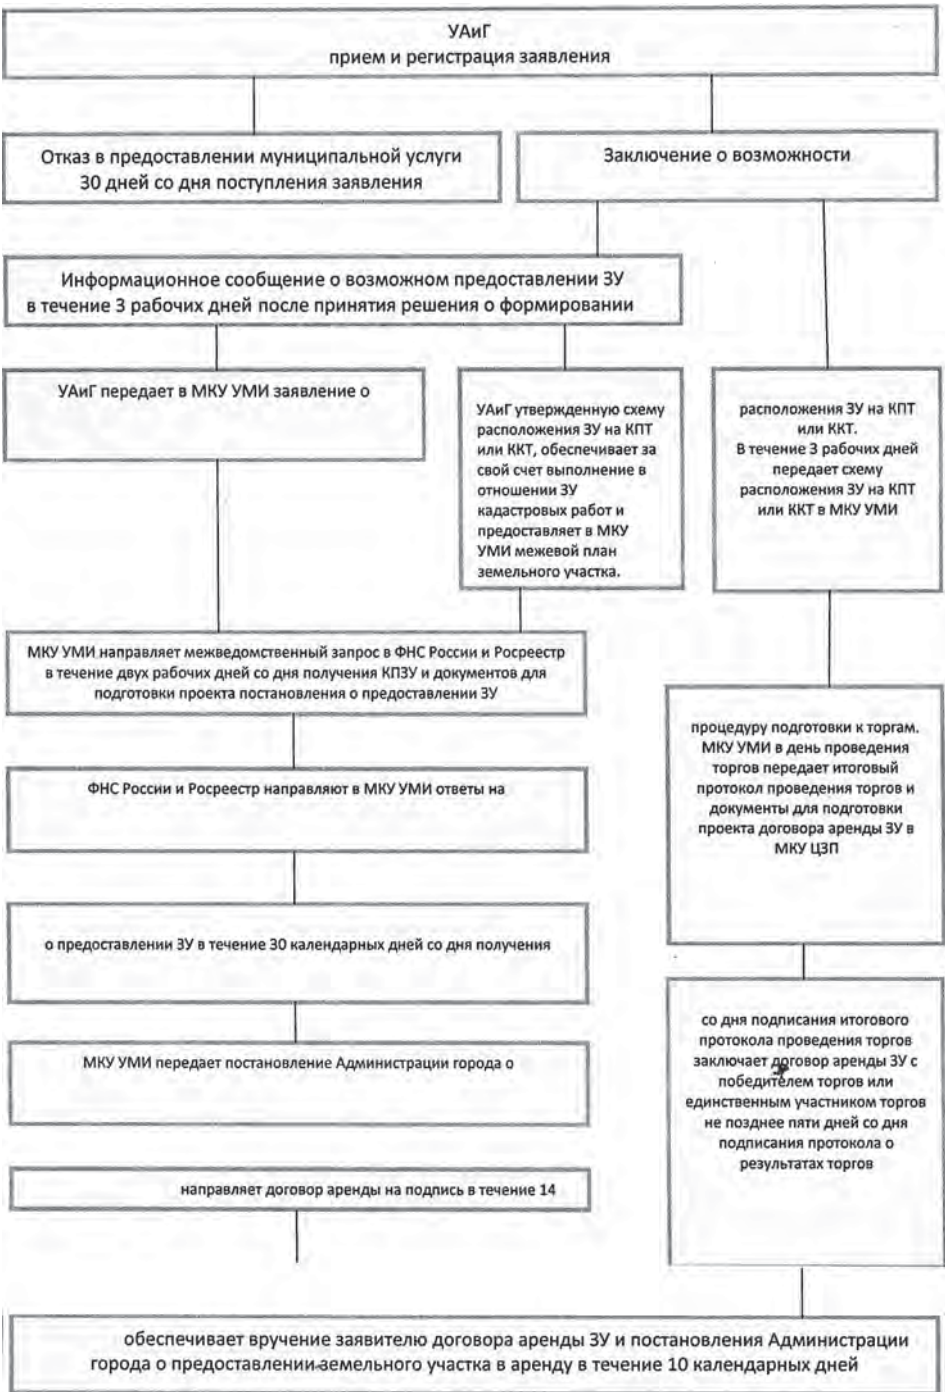 УАиГ
прием и регистрация заявления
Отказ в предоставлении муниципальной услуги
30 дней со дня поступления заявления
Заключение о возможности
Информационное сообщение о возможном предоставлении ЗУ
в течение 3 рабочих дней после принятия решения о формировании
УАиГ передает в МКУ УМИ заявление о
УАиГ утвержденную схему
расположения ЗУ на КПТ
или ККТ, обеспечивает за
свой счет выполнение в
отношении ЗУ
кадастровых работ и
предоставляет в МКУ
УМИ межевой план
земельного участка.
расположения ЗУ на КПТ
или ККТ.
В течение 3 рабочих дней
передает схему
расположения ЗУ на КПТ
или ККТ в МКУ УМИ
МКУ УМИ направляет межведомственный запрос в ФНС России и Росреестр
в течение двух рабочих дней со дня получения КПЗУ и документов для
подготовки проекта постановления о предоставлении ЗУ
процедуру подготовки к торгам.
МКУ УМИ в день проведения
торгов передает итоговый
протокол проведения торгов и
документы для подготовки
проекта договора аренды ЗУ в
МКУ ЦЗП
ФНС России и Росреестр направляют в МКУ УМИ ответы на
о предоставлении ЗУ в течение 30 календарных дней со дня получения
МКУ УМИ передает постановление Администрации города о
со дня подписания итогового
протокола проведения торгов
заключает договор аренды ЗУ с
победителем торгов или
единственным участником торгов
не позднее пяти дней со дня
подписания протокола о
результатах торгов
направляет договор аренды на подпись в течение 14
обеспечивает вручение заявителю договора аренды ЗУ и постановления Администрации
города о предоставлении земельного участка в аренду в течение 10 календарных дней